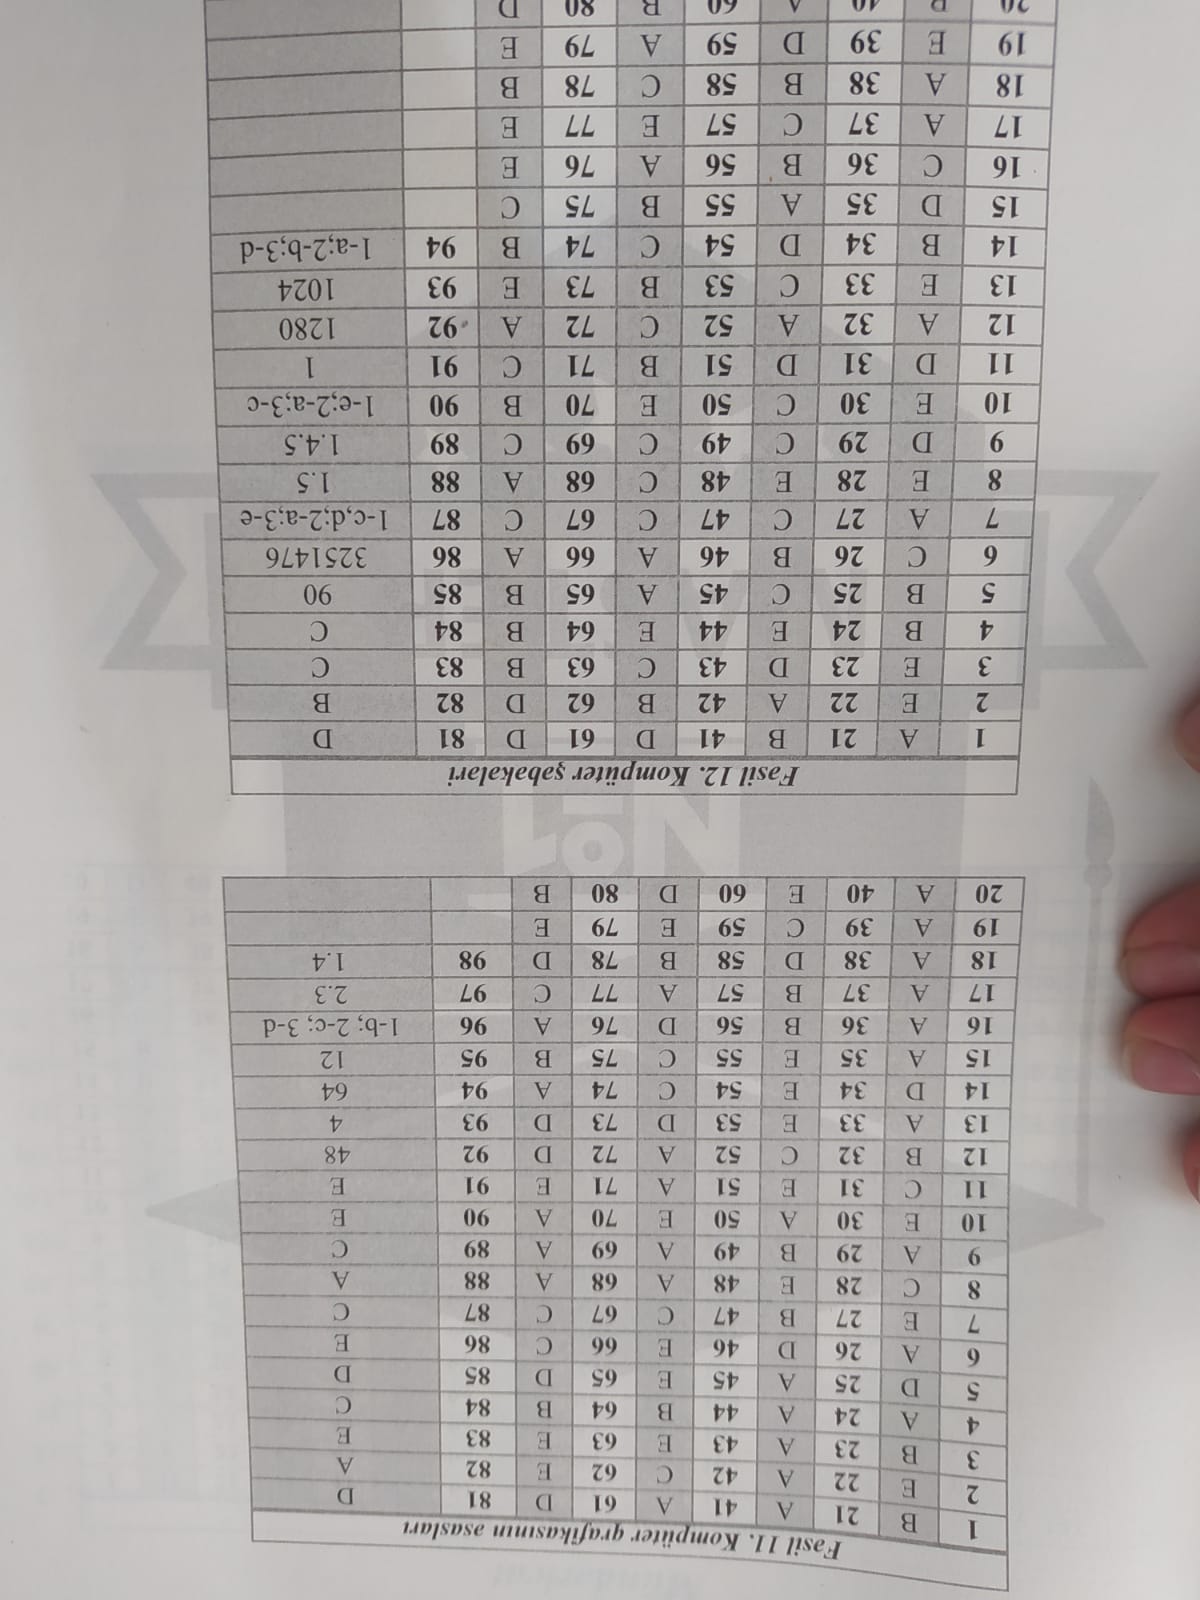 Fəsil 11. Kompüter qrafikasının əsasları
1 B 21 A 41 A 61 D 81 D
2 E 22 A 42 C 62 E 82 A
3 B 23 A 43 E 63 E 83 E
4 A 24 A 44 B 64 B 84 C
5 D 25 A 45 E 65 D 85 D
6 A 26 D 46 E 66 C 86 E
7 E 27 B 47 C 67 C 87 C
8 C 28 E 48 A 68 A 88 A
9 A 29 B 49 A 69 A 89 C
10 E 30 A 50 E 70 A 90 E
11 C 31 E 51 A 71 E 91 E
12 B 32 C 52 A 72 D 92 48
13 A 33 E 53 D 73 D 93 4
14 D 34 E 54 C 74 A 94 64
15 A 35 E 55 C 75 B 95 12
16 A 36 B 56 D 76 A 96 1-b; 2-c; 3-d
17 A 37 B 57 A 77 C 97 2.3
18 A 38 D 58 B 78 D 98 1.4
19 A 39 C 59 E 79 E
20 A 40 E 60 D 80 B
Fəsil 12. Kompüter şəbəkələri
1 A 21 B 41 D 61 D 81 D
2 E 22 A 42 B 62 D 82 B
3 E 23 D 43 C 63 B 83 C
4 B 24 E 44 E 64 B 84 C
5 B 25 C 45 A 65 B 85 90
6 C 26 B 46 A 66 A 86 3251476
7 A 27 C 47 C 67 C 87 1-c,d;2-a;3-e
8 E 28 E 48 C 68 A 88 1.5
9 D 29 C 49 C 69 C 89 1.4.5
10 E 30 C 50 E 70 B 90 1-e;2-a;3-c
11 D 31 D 51 B 71 C 91 1
12 A 32 A 52 C 72 A 92 1280
13 E 33 C 53 B 73 E 93 1024
14 B 34 D 54 C 74 B 94 1-a;2-b;3-d
15 D 35 A 55 B 75 C
16 C 36 B 56 A 76 E
17 A 37 C 57 E 77 E
18 A 38 B 58 C 78 B
19 E 39 D 59 A 79 E
20 40 A 60 80 D